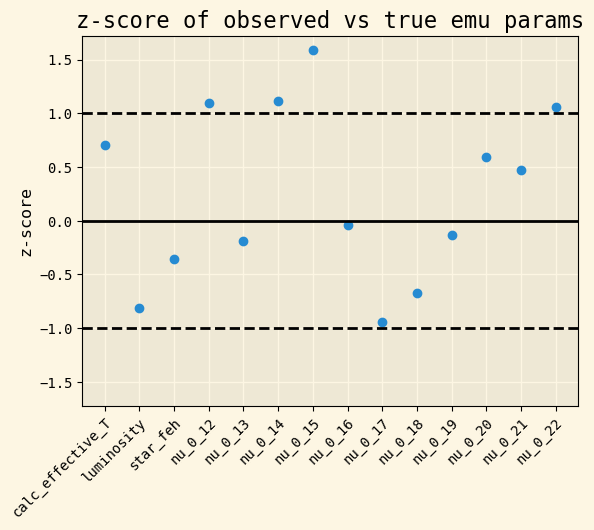 z-score of observed vs true emu params
z-score
1.5
1.0
0.5
0.0
−0.5
−1.0
−1.5
calc_effective_T
luminosity
star_feh
nu_0_12
nu_0_13
nu_0_14
nu_0_15
nu_0_16
nu_0_17
nu_0_18
nu_0_19
nu_0_20
nu_0_21
nu_0_22